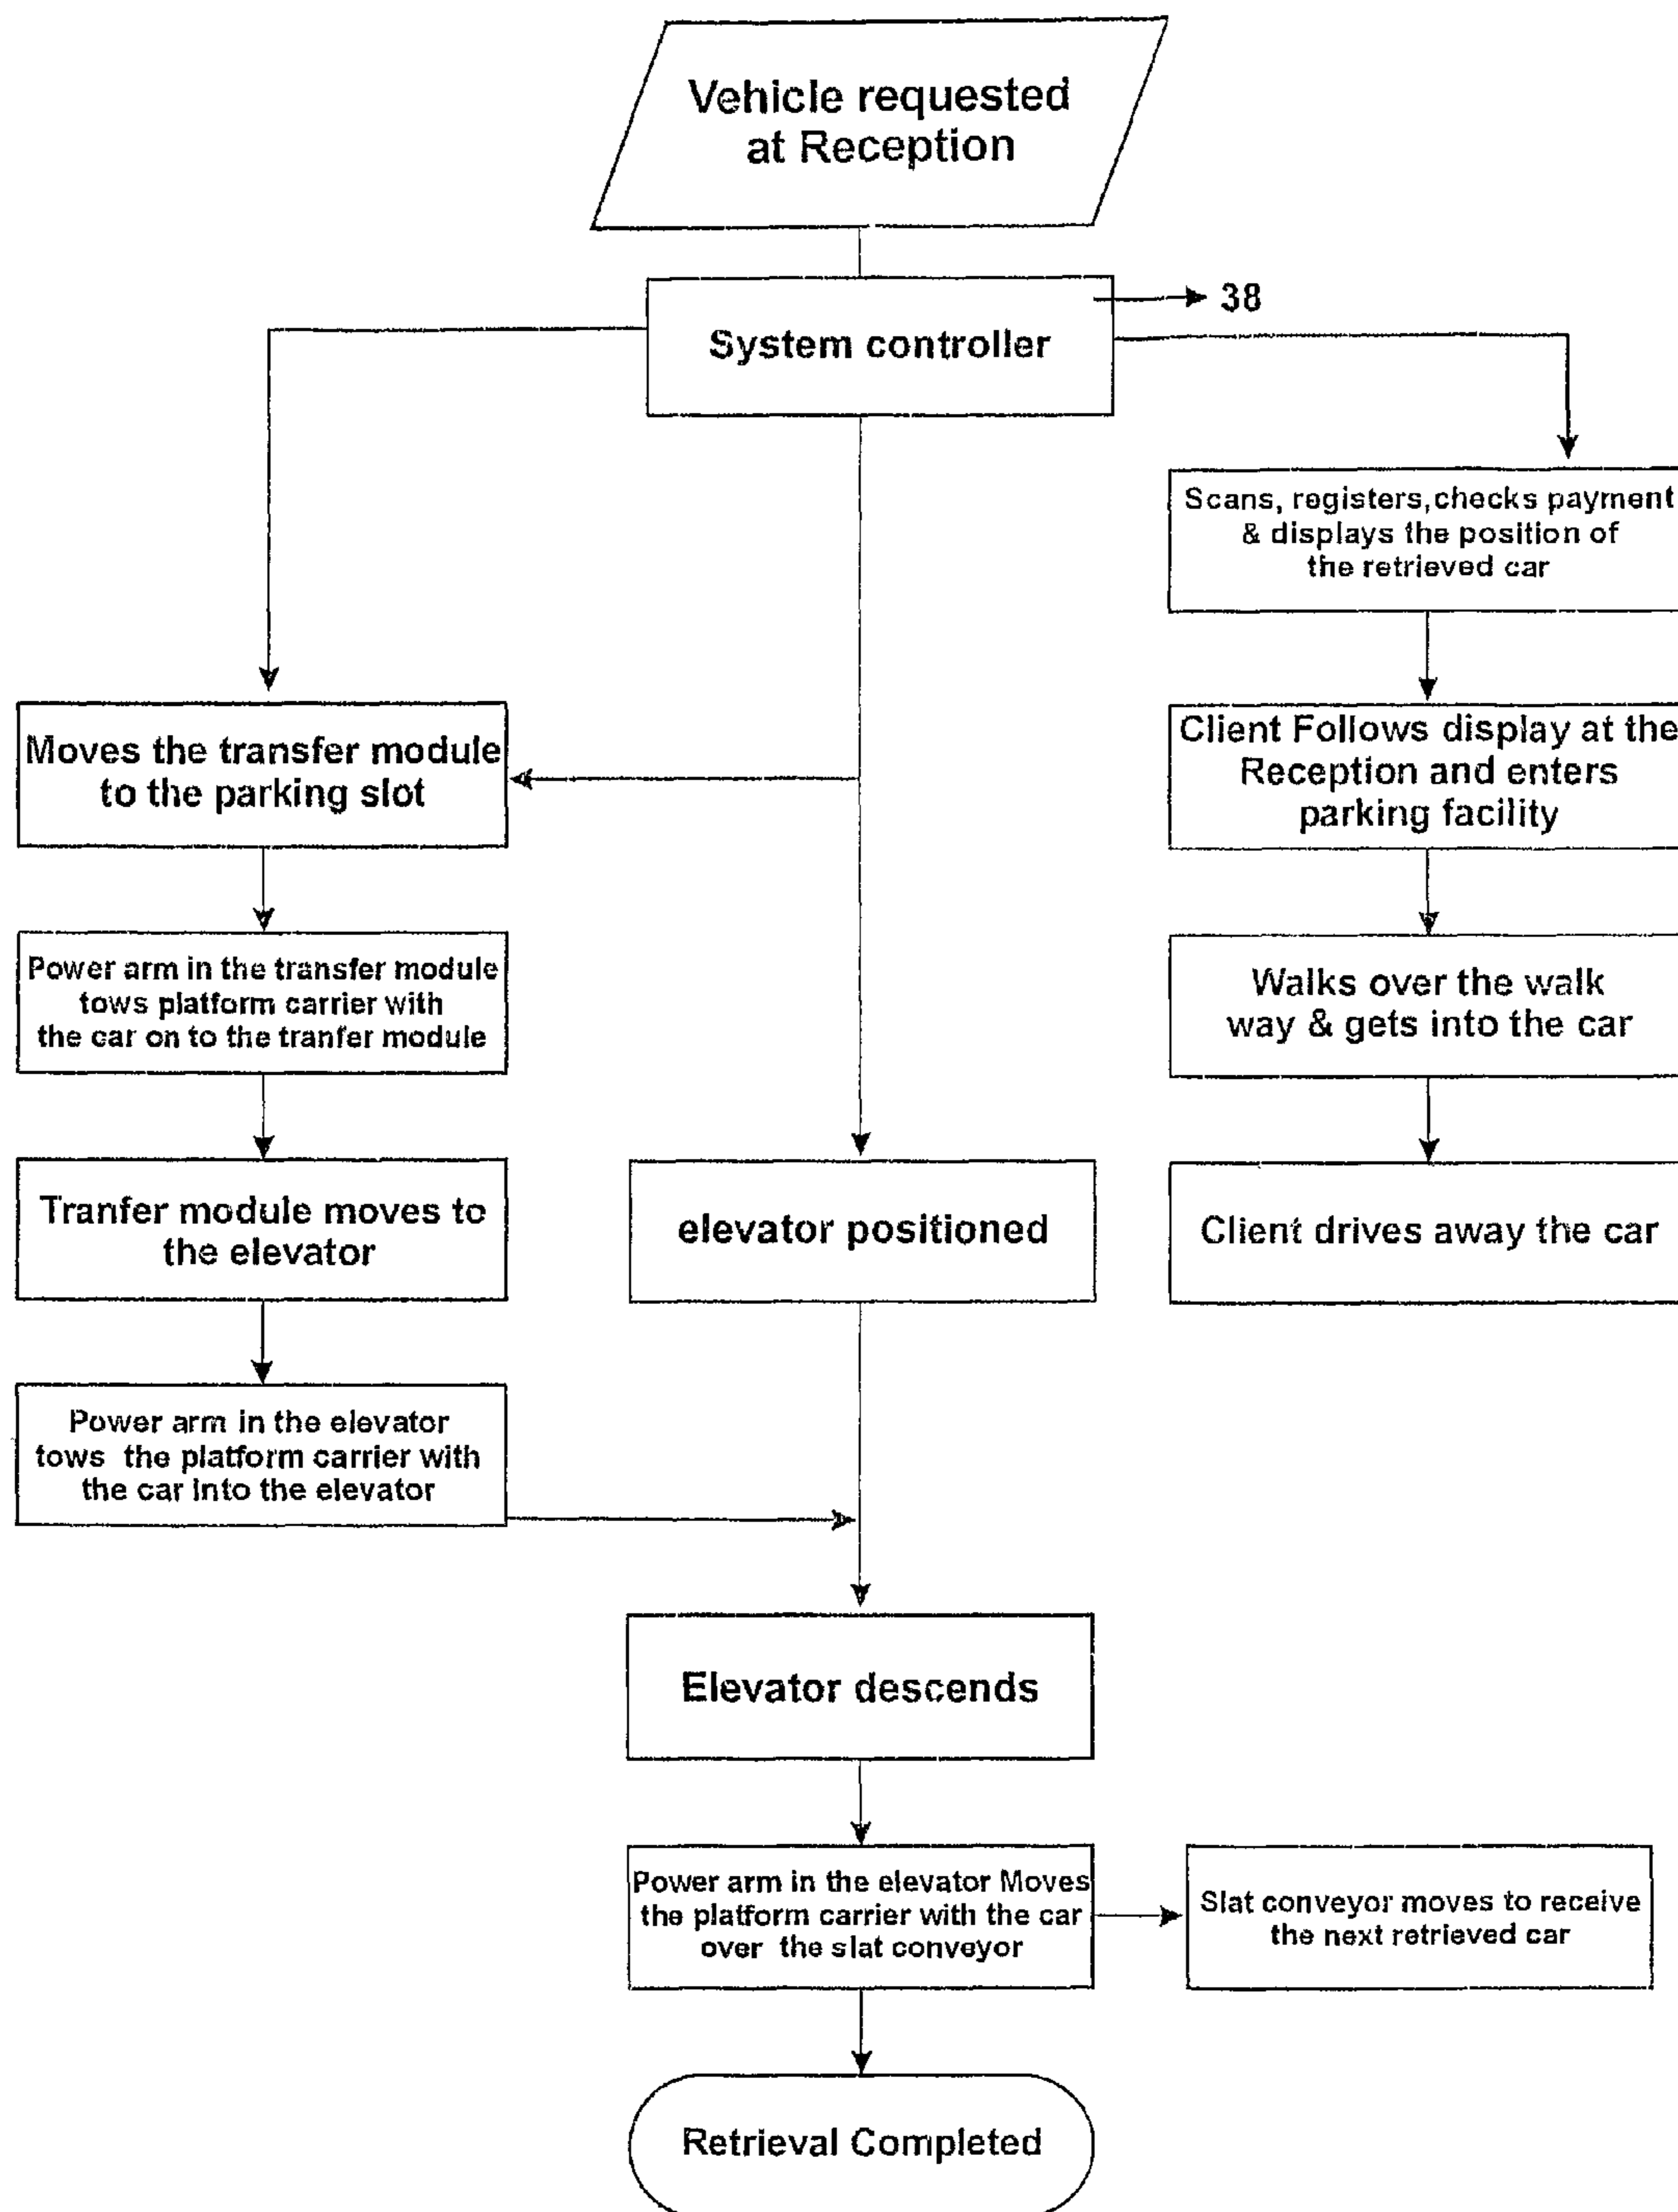 Vehicle requested
at Reception
38
System controller
Scans, registers,checks payment
& displays the position of
the retrieved car
Moves the transfer module
to the parking slot
Client Follows display at the
Reception and enters
parking facility
Power arm in the transfer module
tows platform carrier with
the car on to the tranfer module
Walks over the walk
way & gets into the car
Tranfer module moves to
the elevator
elevator positioned
Client drives away the car
Power arm in the elevator
tows the platform carrier with
the car into the elevator
Elevator descends
Power arm in the elevator Moves
the platform carrier with the car
over the slat conveyor
Slat conveyor moves to receive
the next retrieved car
Retrieval Completed